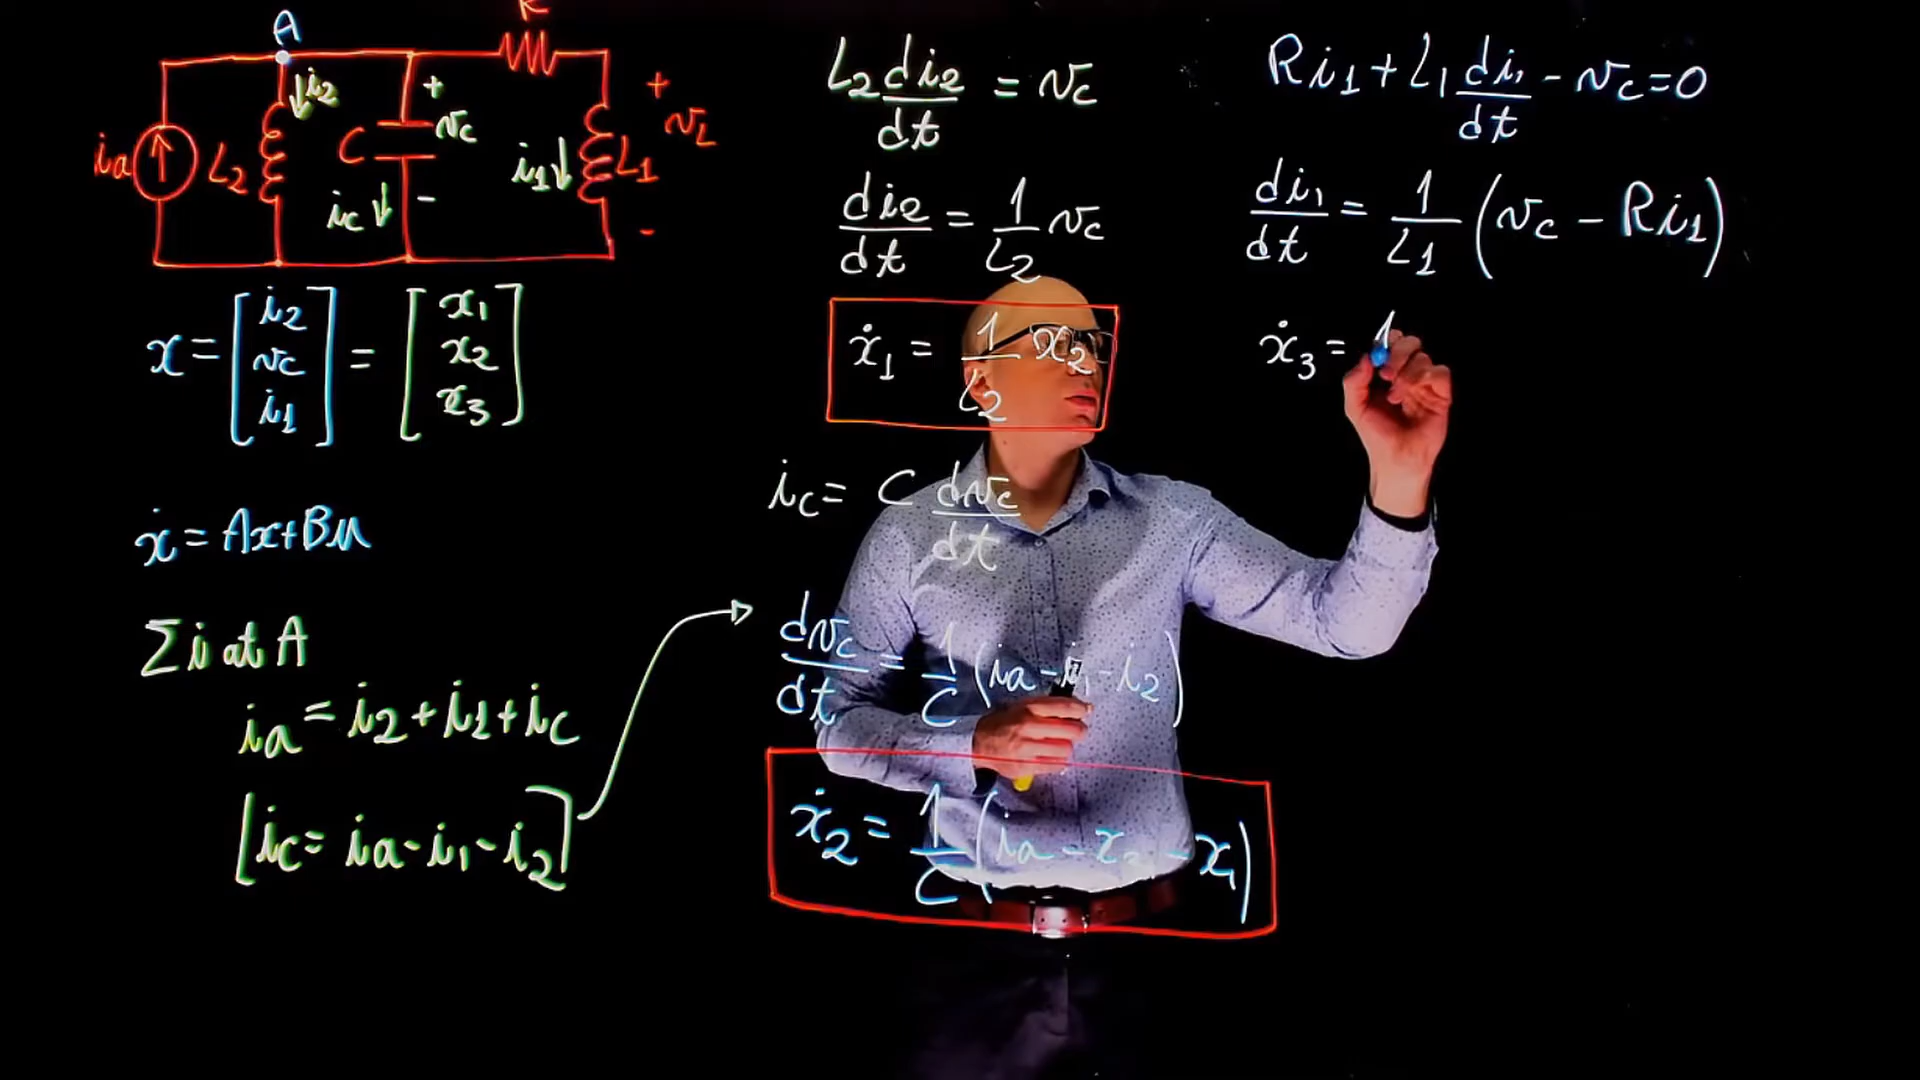 A
R
i2
+
vc
-
ia
L2
C
ic
i1
L1
+
vL
-
x = [i2 vc i1] = [x1 x2 x3]
ẋ = Ax+Bu
Σi at A
ia = i2 + i1 + ic
[ic = ia - i1 - i2]
L2 di2/dt = vc
di2/dt = 1/L2 vc
ẋ1 = 1/L2 x2
ic = C dvc/dt
dvc/dt = 1/C (ia - i1 - i2)
ẋ2 = 1/C (ia - x3 - x1)
Ri1 + L1 di1/dt - vc = 0
di1/dt = 1/L1 (vc - Ri1)
ẋ3 = 1